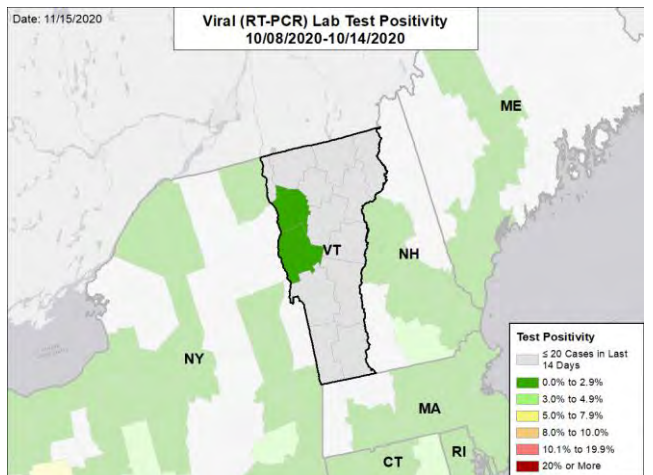 Date: 11/15/2020
Viral (RT-PCR) Lab Test Positivity
10/08/2020-10/14/2020
ME
VT
NH
NY
MA
CT
RI
Test Positivity
≤ 20 Cases in Last
14 Days
0.0% to 2.9%
3.0% to 4.9%
5.0% to 7.9%
8.0% to 10.0%
10.1% to 19.9%
20% or More